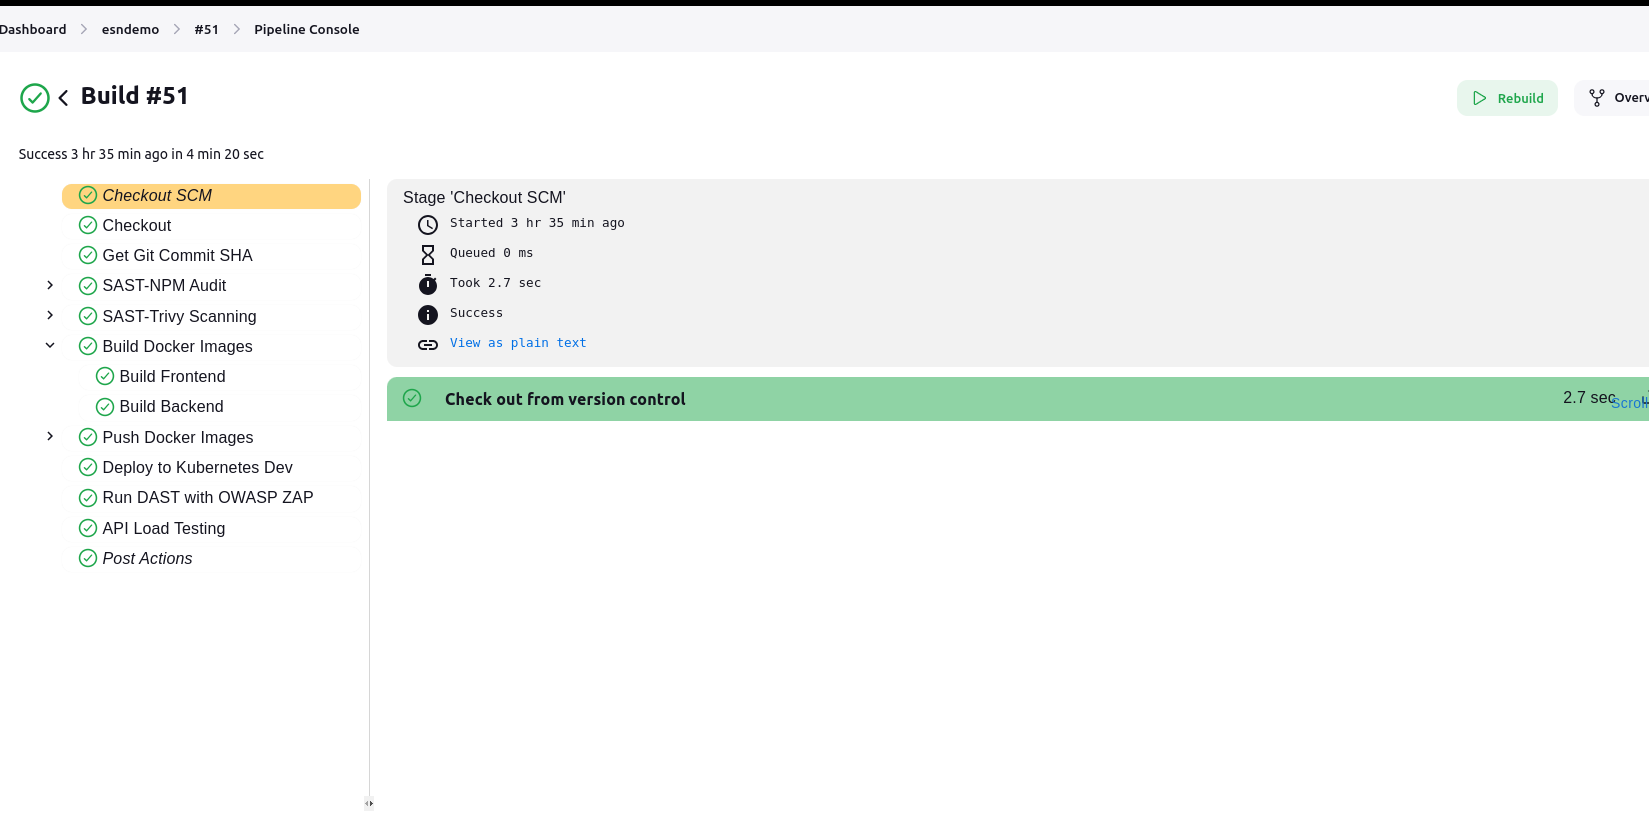 Dashboard > esndemo > #51 > Pipeline Console
Build #51
Rebuild
Success 3 hr 35 min ago in 4 min 20 sec
Checkout SCM
Checkout
Get Git Commit SHA
SAST-NPM Audit
SAST-Trivy Scanning
Build Docker Images
Build Frontend
Build Backend
Push Docker Images
Deploy to Kubernetes Dev
Run DAST with OWASP ZAP
API Load Testing
Post Actions
Stage 'Checkout SCM'
Started 3 hr 35 min ago
Queued 0 ms
Took 2.7 sec
Success
View as plain text
Check out from version control
2.7 sec